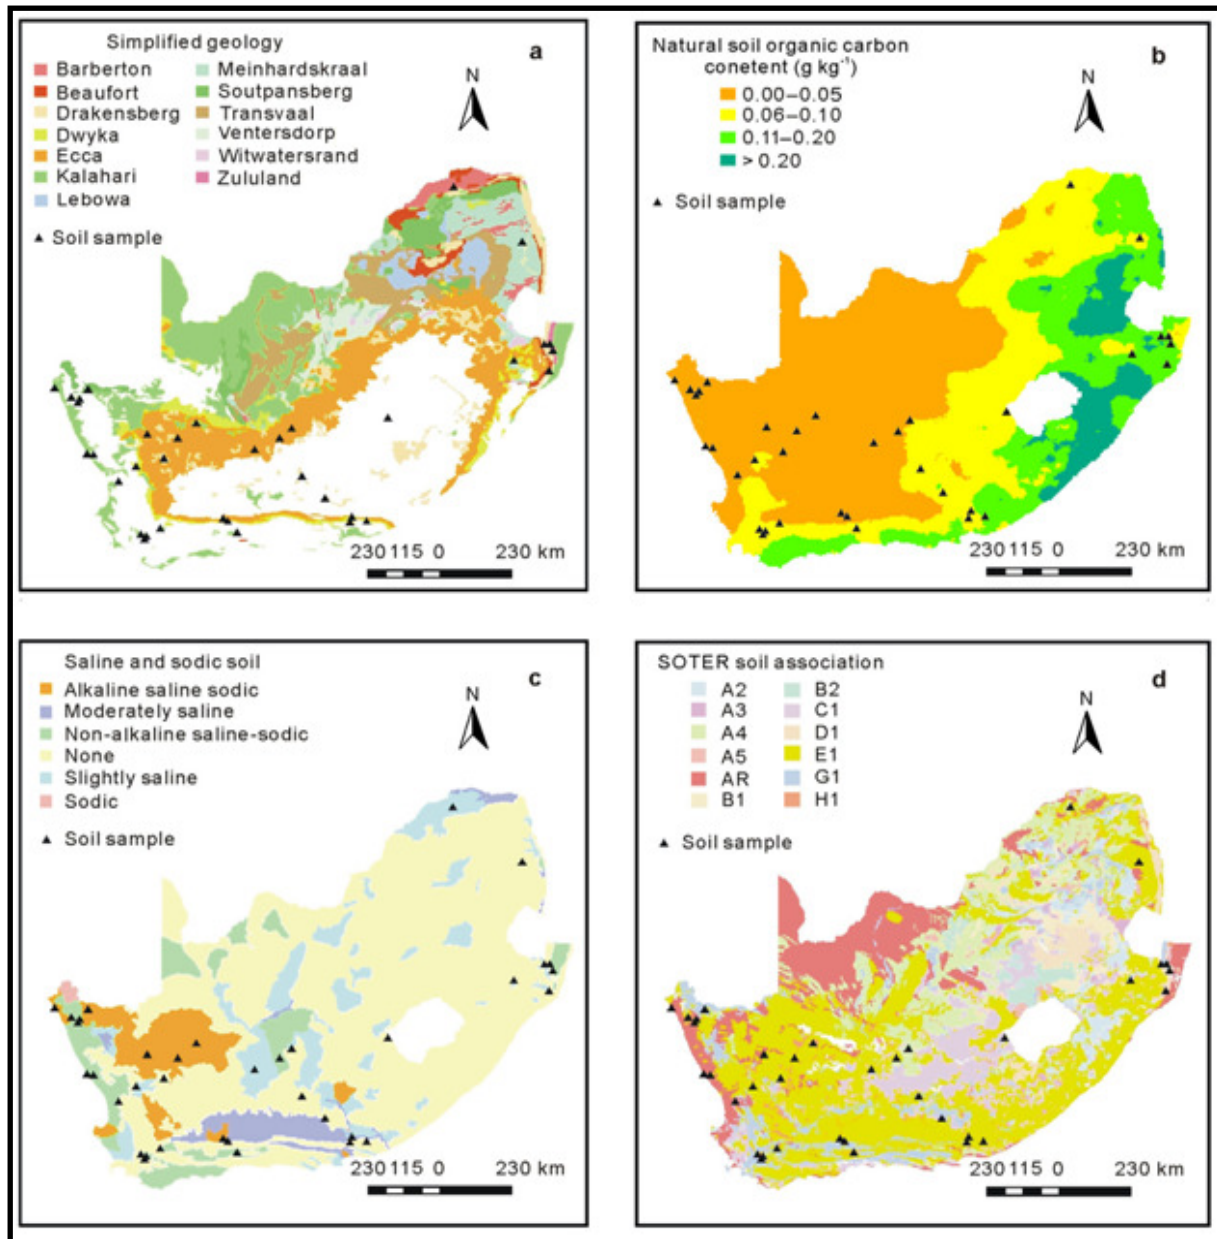 Simplified geology
a
Barberton
Beaufort
Drakensberg
Dwyka
Ecca
Kalahari
Lebowa
Meinhardskraal
Soutpansberg
Transvaal
Ventersdorp
Witwatersrand
Zululand
Soil sample
N
230 115 0 230 km
Natural soil organic carbon
conetent (g kg⁻¹)
b
0.00–0.05
0.06–0.10
0.11–0.20
> 0.20
Soil sample
N
230 115 0 230 km
Saline and sodic soil
c
Alkaline saline sodic
Moderately saline
Non-alkaline saline-sodic
None
Slightly saline
Sodic
Soil sample
N
230 115 0 230 km
SOTER soil association
d
A2
A3
A4
A5
AR
B1
B2
C1
D1
E1
G1
H1
Soil sample
N
230 115 0 230 km